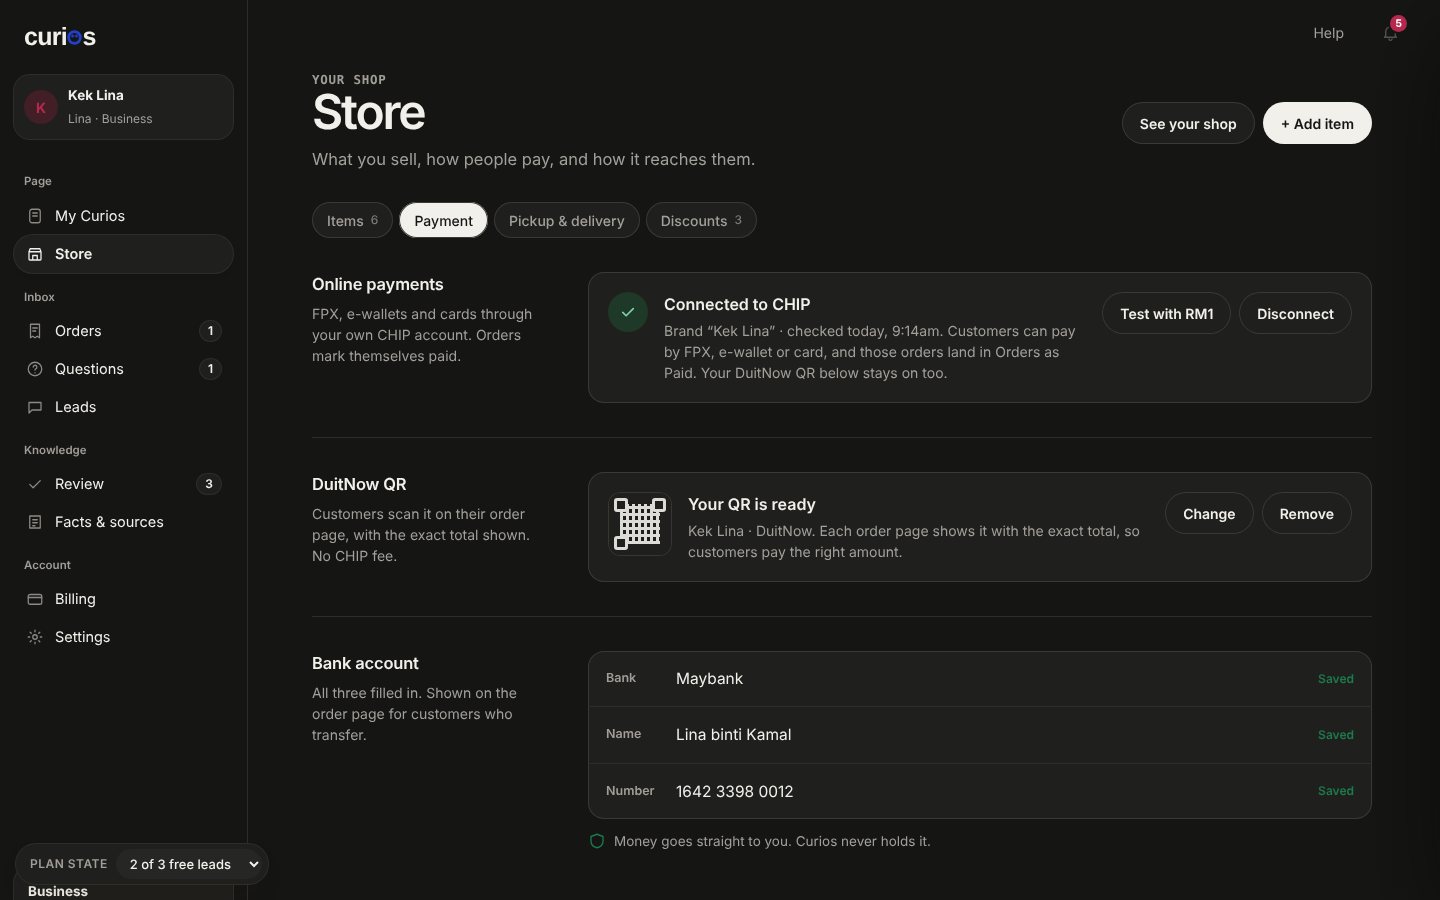 curios
K
Kek Lina
Lina · Business
Page
My Curios
Store
Inbox
Orders 1
Questions 1
Leads
Knowledge
Review 3
Facts & sources
Account
Billing
Settings
PLAN STATE 2 of 3 free leads
Business
Help
5
YOUR SHOP
Store
What you sell, how people pay, and how it reaches them.
See your shop
+ Add item
Items 6
Payment
Pickup & delivery
Discounts 3
Online payments
FPX, e-wallets and cards through
your own CHIP account. Orders
mark themselves paid.
Connected to CHIP
Brand “Kek Lina” · checked today, 9:14am. Customers can pay
by FPX, e-wallet or card, and those orders land in Orders as
Paid. Your DuitNow QR below stays on too.
Test with RM1
Disconnect
DuitNow QR
Customers scan it on their order
page, with the exact total shown.
No CHIP fee.
Your QR is ready
Kek Lina · DuitNow. Each order page shows it with the exact total, so
customers pay the right amount.
Change
Remove
Bank account
All three filled in. Shown on the
order page for customers who
transfer.
Bank Maybank Saved
Name Lina binti Kamal Saved
Number 1642 3398 0012 Saved
Money goes straight to you. Curios never holds it.